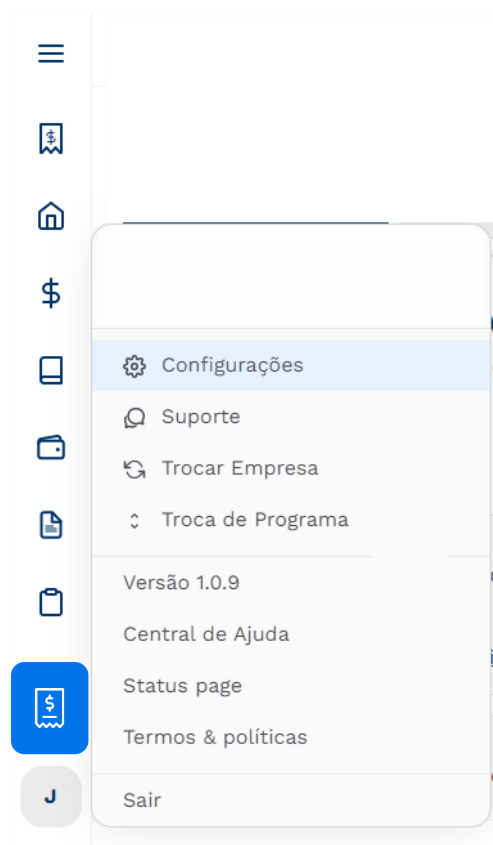 Configurações
Suporte
Trocar Empresa
Troca de Programa
Versão 1.0.9
Central de Ajuda
Status page
Termos & políticas
J
Sair